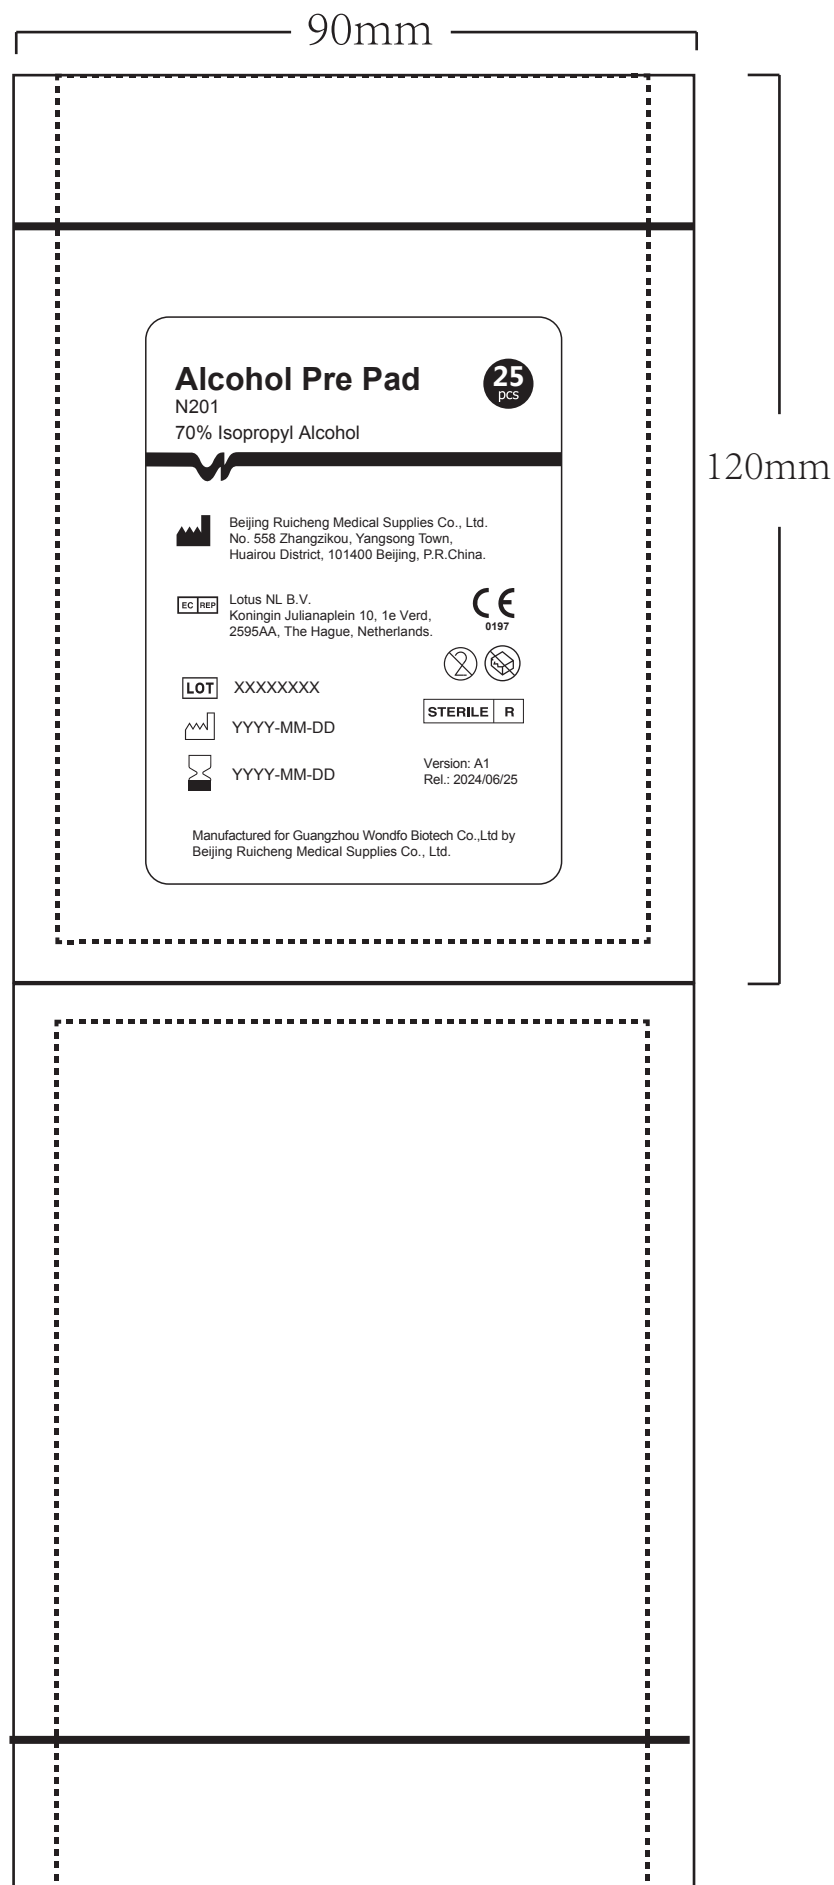 90mm
120mm
Alcohol Pre Pad
25
pcs
N201
70% Isopropyl Alcohol
Beijing Ruicheng Medical Supplies Co., Ltd.
No. 558 Zhangzikou, Yangsong Town,
Huairou District, 101400 Beijing, P.R.China.
EC REP
Lotus NL B.V.
Koningin Julianaplein 10, 1e Verd,
2595AA, The Hague, Netherlands.
CE
0197
2
LOT XXXXXXXX
STERILE R
YYYY-MM-DD
YYYY-MM-DD
Version: A1
Rel.: 2024/06/25
Manufactured for Guangzhou Wondfo Biotech Co.,Ltd by
Beijing Ruicheng Medical Supplies Co., Ltd.